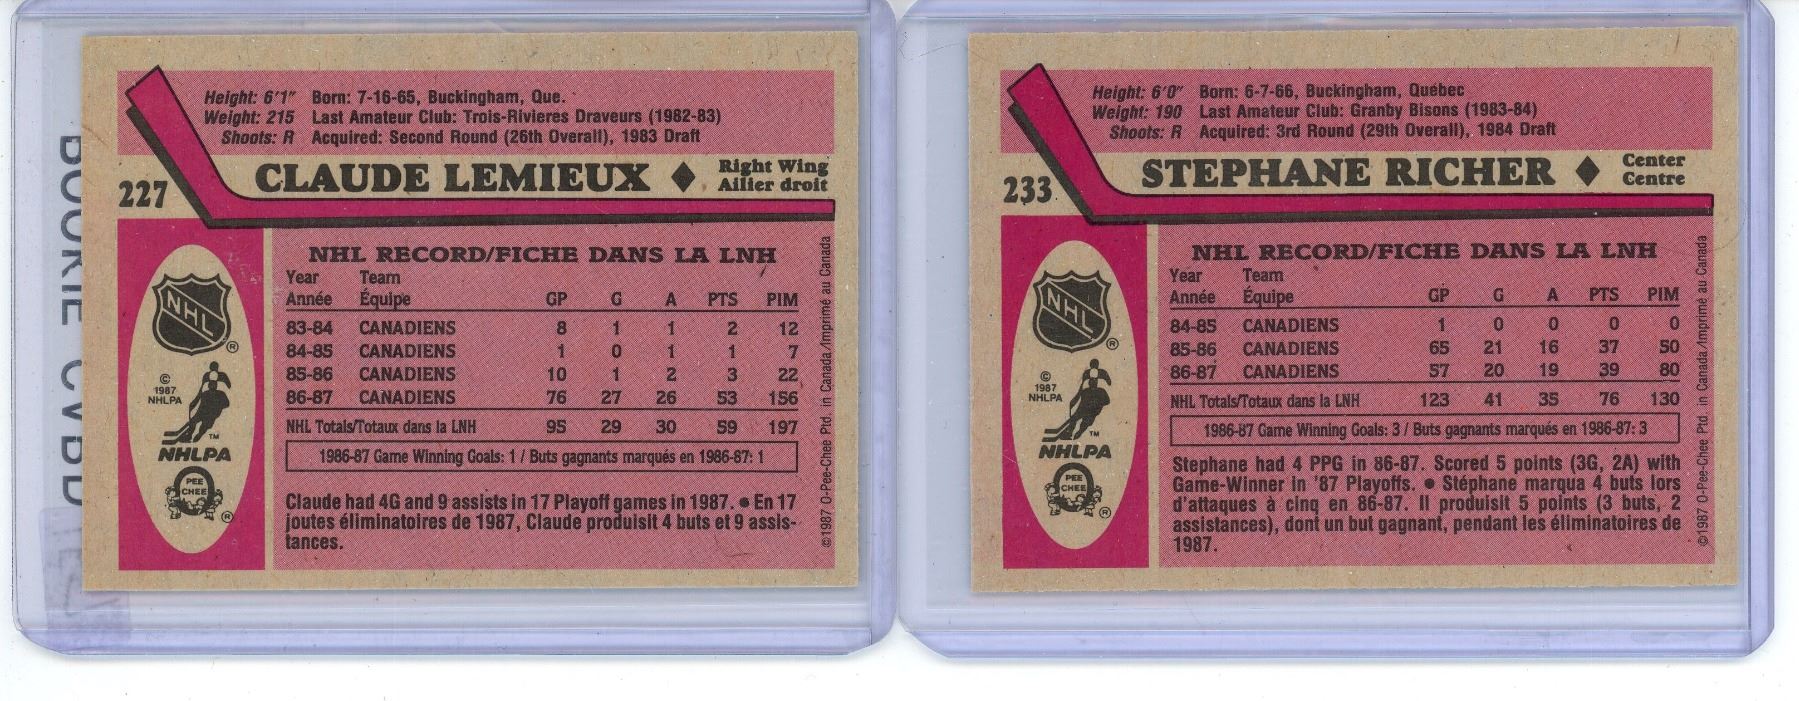 Height: 6'1" Born: 7-16-65, Buckingham, Que.
Weight: 215 Last Amateur Club: Trois-Rivieres Draveurs (1982-83)
Shoots: R Acquired: Second Round (26th Overall), 1983 Draft
227 CLAUDE LEMIEUX ♦ Right Wing
Ailier droit
NHL RECORD/FICHE DANS LA LNH
Year Team
Année Équipe GP G A PTS PIM
83-84 CANADIENS 8 1 1 2 12
84-85 CANADIENS 1 0 1 1 7
85-86 CANADIENS 10 1 2 3 22
86-87 CANADIENS 76 27 26 53 156
NHL Totals/Totaux dans la LNH 95 29 30 59 197
1986-87 Game Winning Goals: 1 / Buts gagnants marqués en 1986-87: 1
Claude had 4G and 9 assists in 17 Playoff games in 1987. ● En 17
joutes éliminatoires de 1987, Claude produisit 4 buts et 9 assis-
tances.
NHL
®
©
1987
NHLPA
TM
NHLPA
PEE
CHEE
®
©1987 O-Pee-Chee Ptd. in Canada/Imprimé au Canada
Height: 6'0" Born: 6-7-66, Buckingham, Québec
Weight: 190 Last Amateur Club: Granby Bisons (1983-84)
Shoots: R Acquired: 3rd Round (29th Overall), 1984 Draft
233 STEPHANE RICHER ♦ Center
Centre
NHL RECORD/FICHE DANS LA LNH
Year Team
Année Équipe GP G A PTS PIM
84-85 CANADIENS 1 0 0 0 0
85-86 CANADIENS 65 21 16 37 50
86-87 CANADIENS 57 20 19 39 80
NHL Totals/Totaux dans la LNH 123 41 35 76 130
1986-87 Game Winning Goals: 3 / Buts gagnants marqués en 1986-87: 3
Stephane had 4 PPG in 86-87. Scored 5 points (3G, 2A) with
Game-Winner in '87 Playoffs. ● Stéphane marqua 4 buts lors
d'attaques à cinq en 86-87. Il produisit 5 points (3 buts, 2
assistances), dont un but gagnant, pendant les éliminatoires de
1987.
NHL
®
©
1987
NHLPA
TM
NHLPA
PEE
CHEE
®
©1987 O-Pee-Chee Ptd. in Canada/Imprimé au Canada